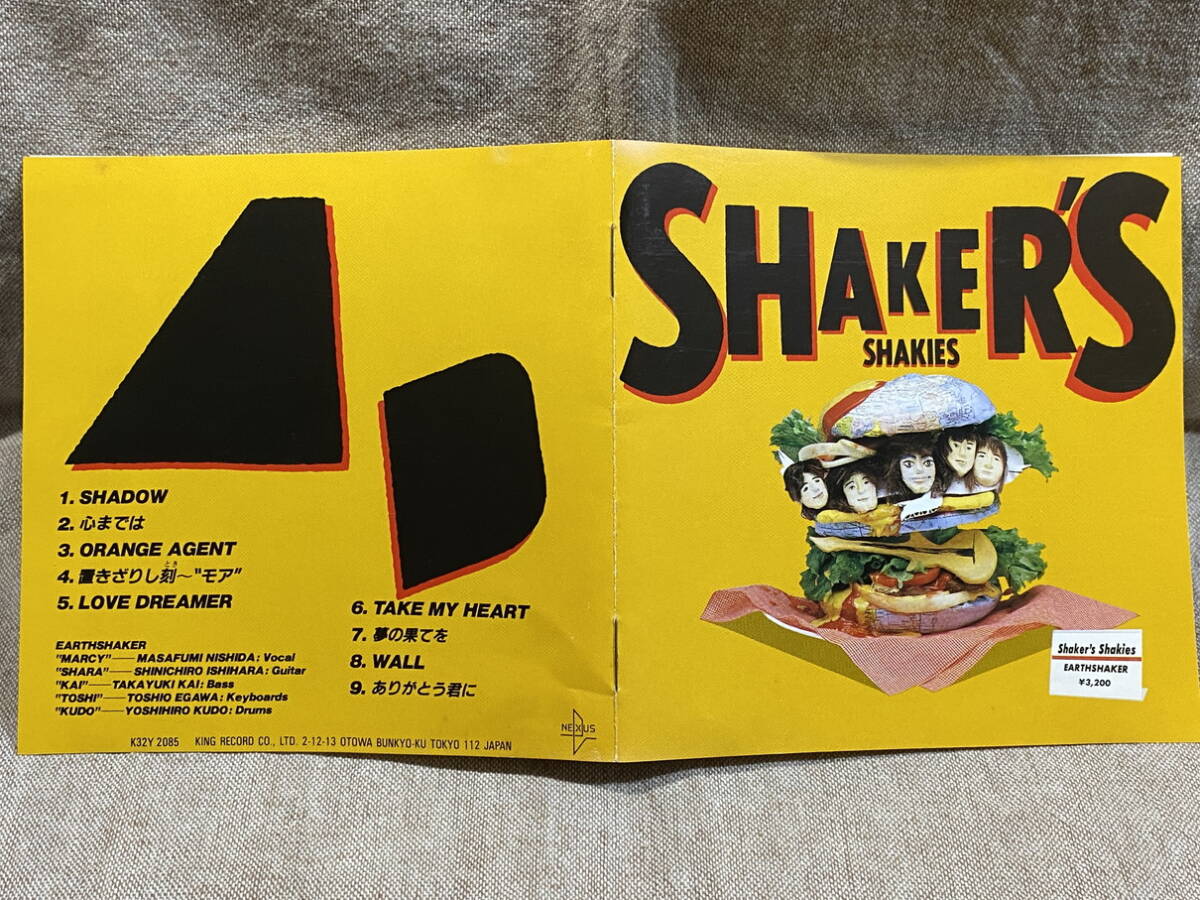 1. SHADOW
2. 心までは
3. ORANGE AGENT
とき
4. 置きざりし刻～"モア"
5. LOVE DREAMER
6. TAKE MY HEART
7. 夢の果てを
8. WALL
9. ありがとう君に
EARTHSHAKER
"MARCY"——MASAFUMI NISHIDA: Vocal
"SHARA"——SHINICHIRO ISHIHARA: Guitar
"KAI"——TAKAYUKI KAI: Bass
"TOSHI"——TOSHIO EGAWA: Keyboards
"KUDO"——YOSHIHIRO KUDO: Drums
K32Y 2085 KING RECORD CO., LTD. 2-12-13 OTOWA BUNKYO-KU TOKYO 112 JAPAN
NEXUS
SHAKER'S
SHAKIES
Shaker's Shakies
EARTHSHAKER
¥3,200